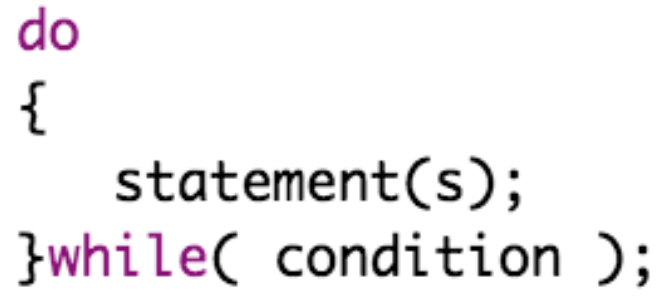 do
{
   statement(s);
}while( condition );